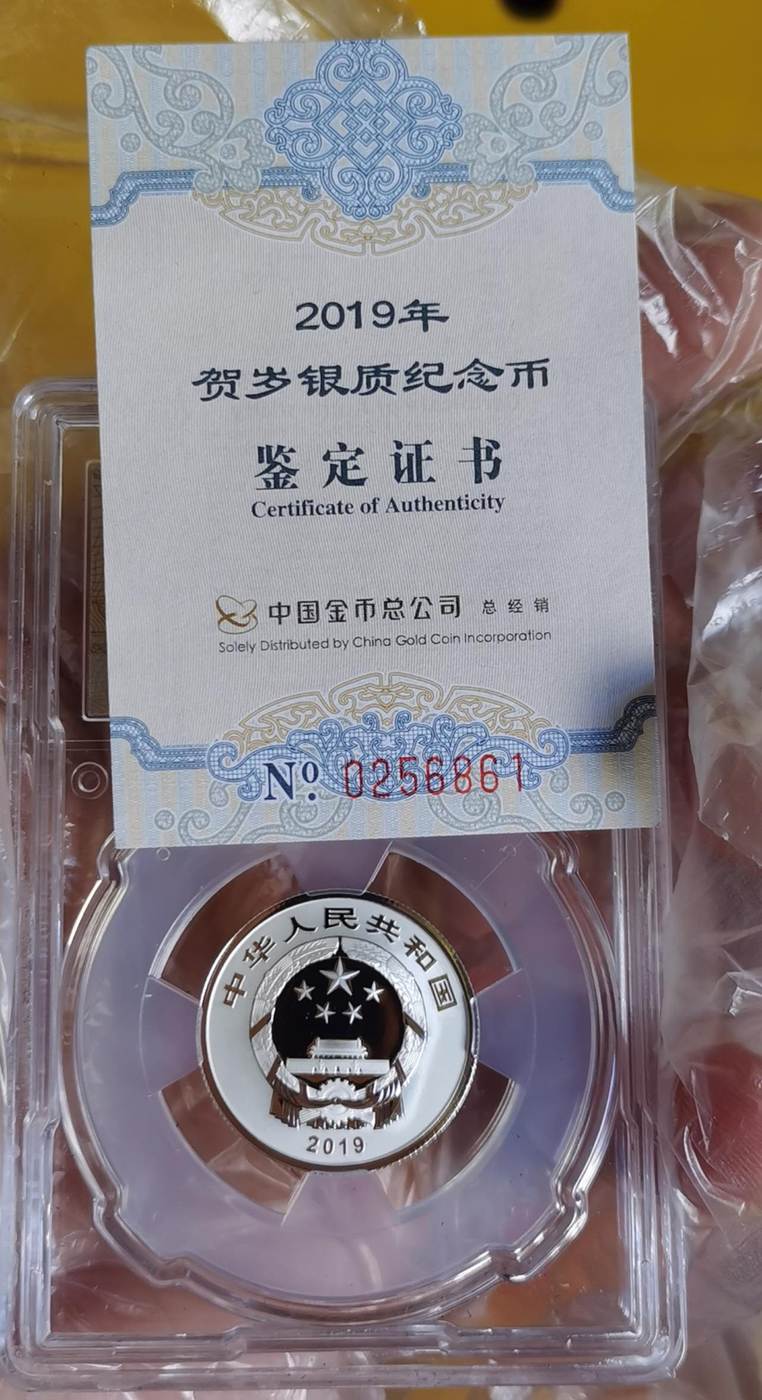 2019年
贺岁银质纪念币
鉴定证书
Certificate of Authenticity
中国金币总公司 总经销
Solely Distributed by China Gold Coin Incorporation
Nº. 0256861
中华人民共和国
2019